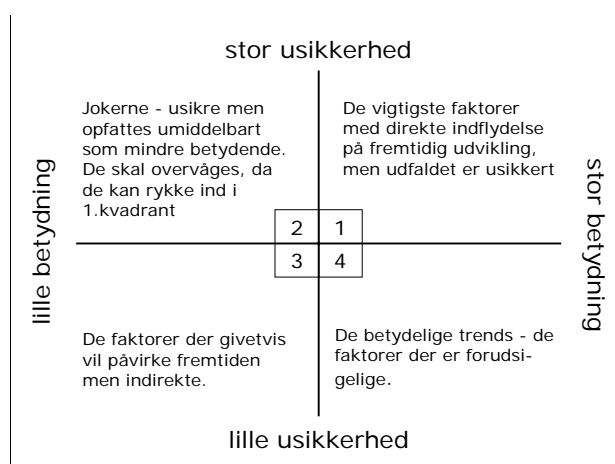 stor usikkerhed
Jokerne - usikre men
opfattes umiddelbart
som mindre betydende.
De skal overvåges, da
de kan rykke ind i
1.kvadrant
De vigtigste faktorer
med direkte indflydelse
på fremtidig udvikling,
men udfaldet er usikkert
lille betydning
stor betydning
2 1
3 4
De faktorer der givetvis
vil påvirke fremtiden
men indirekte.
De betydelige trends - de
faktorer der er forudsi-
gelige.
lille usikkerhed